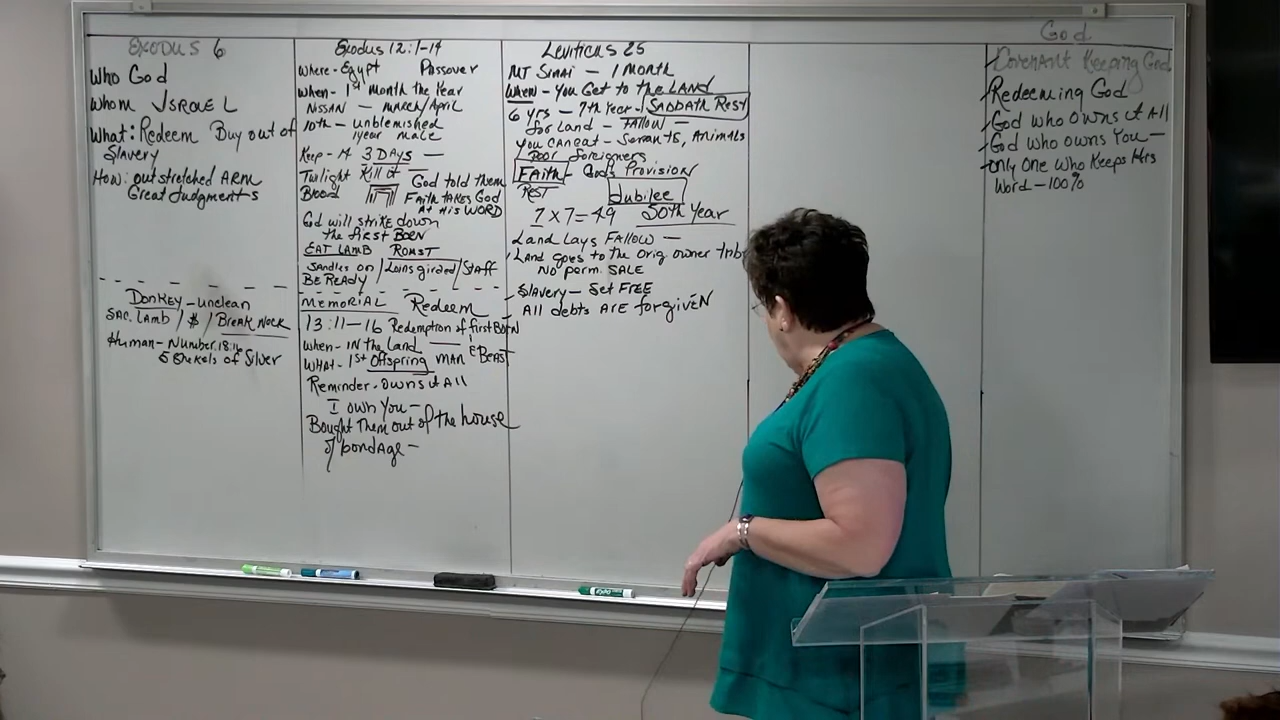 Exodus 6
Who God
Whom ISRAEL
What: Redeem Buy out of
Slavery
How: outstretched ARM
Great Judgments
Donkey - unclean
SAC. LAMB / $ / Break Neck
Human - Number 18:16
5 Shekels of Silver
Exodus 12:1-14
Where - Egypt Passover
When - 1st Month the Year
NISSAN - MARCH/April
10th - unblemished
1 year male
Keep - 14 3 DAYS —
Twilight Kill it
Blood
God told them
FAITH TAKES God
At His WORD
God will strike down
the first BORN
EAT LAMB ROAST
Sandles on / Loins girded / Staff
BE READY
MEMORIAL Redeem
13:11-16 Redemption of first BORN
When - IN the Land —
WHAT - 1st Offspring MAN & BEAST
Reminder - owns it All
I own You —
Bought Them out of the house
of bondage —
Leviticus 25
MT SINAI — 1 MONTH
When - You Get to the LAND
6 yrs — 7th Year - SABBATH REST
for Land - FALLOW —
You CAN eat - Servants, ANIMALS
Poor Foreigners
FAITH - God's Provision
REST
Jubilee
7 x 7 = 49 50th Year
LAND LAYS FALLOW —
LAND goes to the orig. owner tribe
NO perm. SALE
Slavery — Set FREE
All debts ARE forgiveN
God
Covenant Keeping God
Redeeming God
God who owns it All
God who owns You —
only One who Keeps His
Word — 100%
EXPO